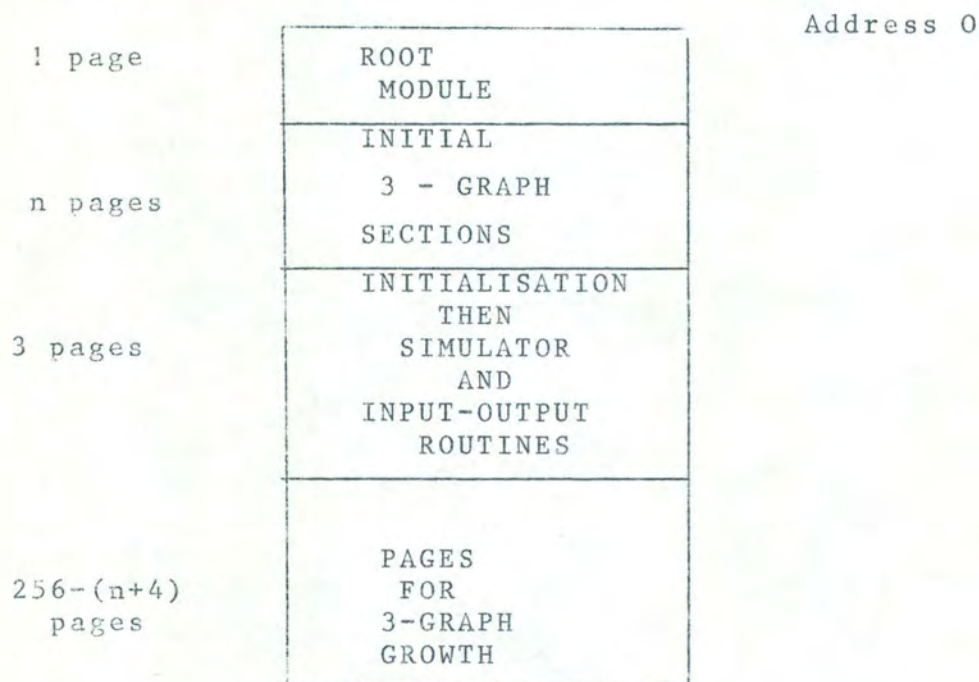 Address 0
1 page
ROOT
MODULE
INITIAL
3 - GRAPH
n pages
SECTIONS
INITIALISATION
THEN
3 pages
SIMULATOR
AND
INPUT-OUTPUT
ROUTINES
PAGES
256-(n+4)
FOR
pages
3-GRAPH
GROWTH